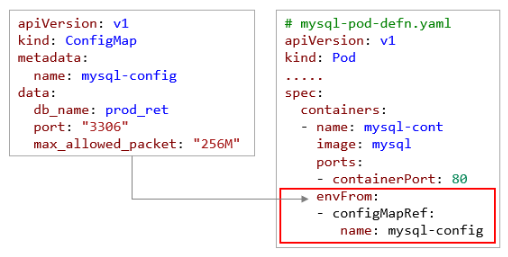 apiVersion: v1
kind: ConfigMap
metadata:
  name: mysql-config
data:
  db_name: prod_ret
  port: "3306"
  max_allowed_packet: "256M"
# mysql-pod-defn.yaml
apiVersion: v1
kind: Pod
.....
spec:
  containers:
  - name: mysql-cont
    image: mysql
    ports:
    - containerPort: 80
    envFrom:
    - configMapRef:
       name: mysql-config